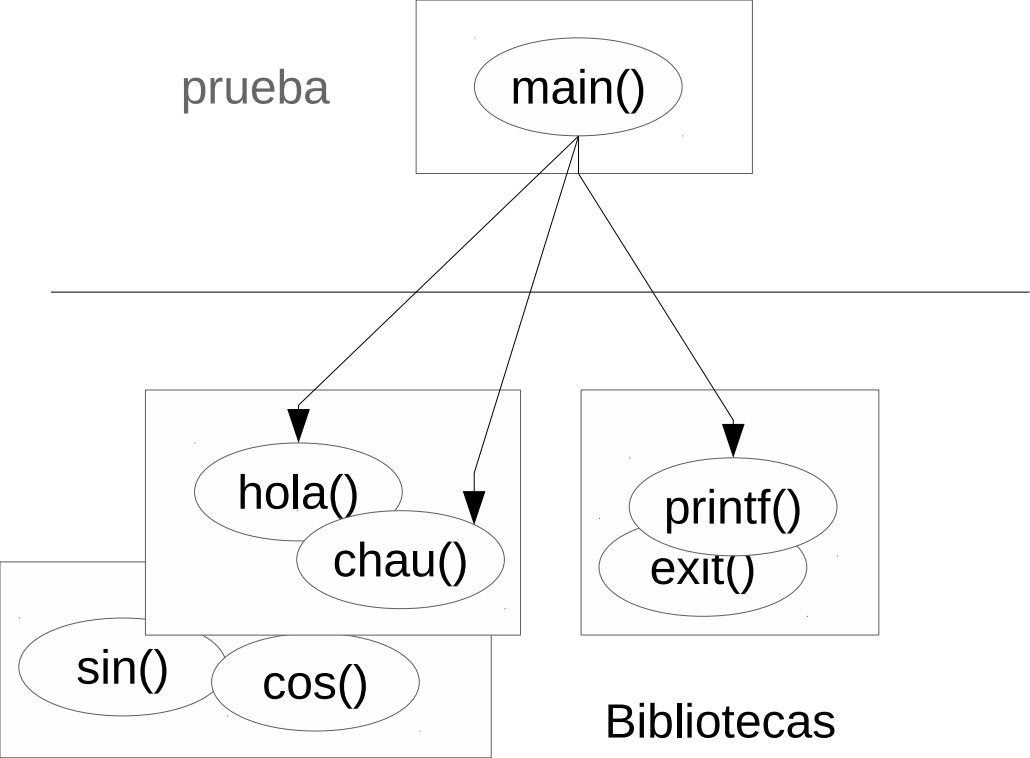 prueba
main()
hola()
chau()
printf()
exit()
sin()
cos()
Bibliotecas